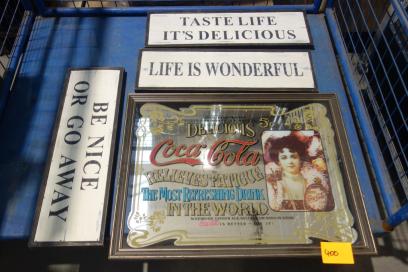 TASTE LIFE
IT'S DELICIOUS
LIFE IS WONDERFUL
BE NICE
OR GO AWAY
DELICIOUS
5¢
Coca-Cola
RELIEVES FATIGUE
THE MOST REFRESHING DRINK
IN THE WORLD
400